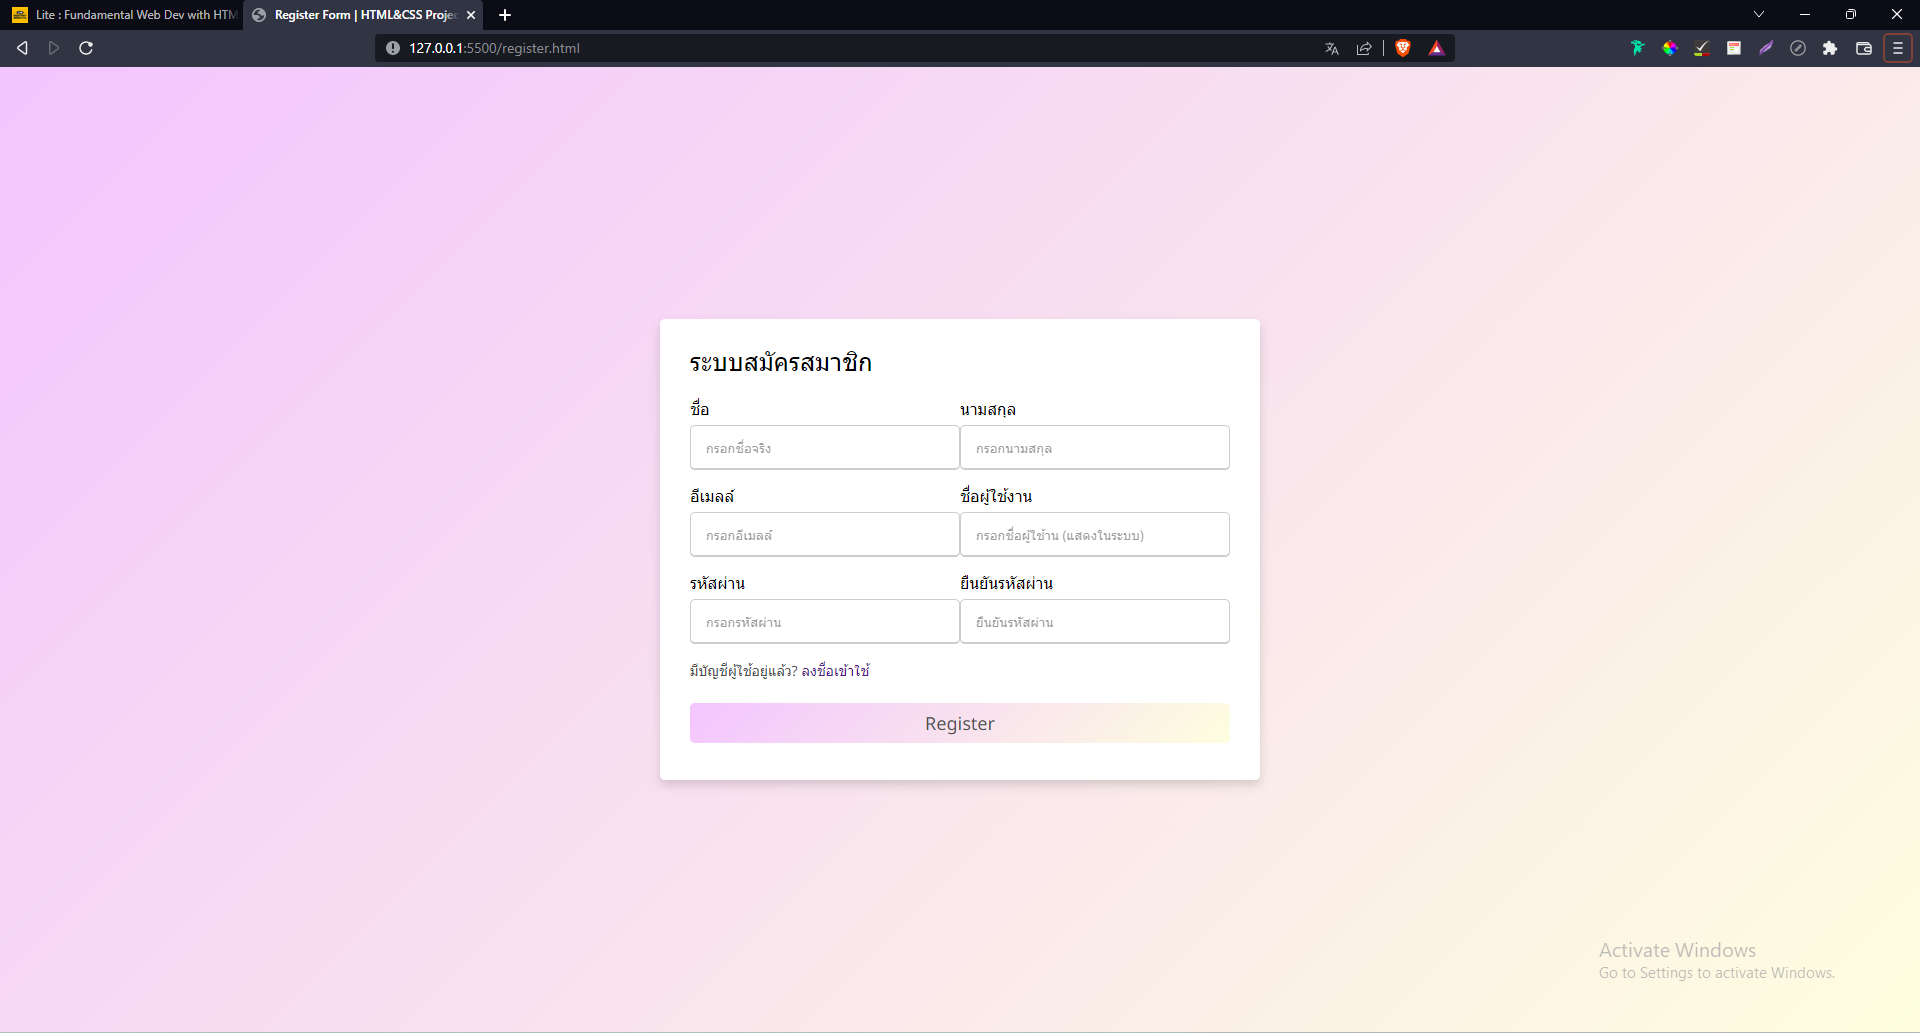 Lite : Fundamental Web Dev with HTM
Register Form | HTML&CSS Projec
127.0.0.1:5500/register.html
ระบบสมัครสมาชิก
ชื่อ นามสกุล
กรอกชื่อจริง กรอกนามสกุล
อีเมลล์ ชื่อผู้ใช้งาน
กรอกอีเมลล์ กรอกชื่อผู้ใช้าน (แสดงในระบบ)
รหัสผ่าน ยืนยันรหัสผ่าน
กรอกรหัสผ่าน ยืนยันรหัสผ่าน
มีบัญชีผู้ใช้อยู่แล้ว? ลงชื่อเข้าใช้
Register
Activate Windows
Go to Settings to activate Windows.